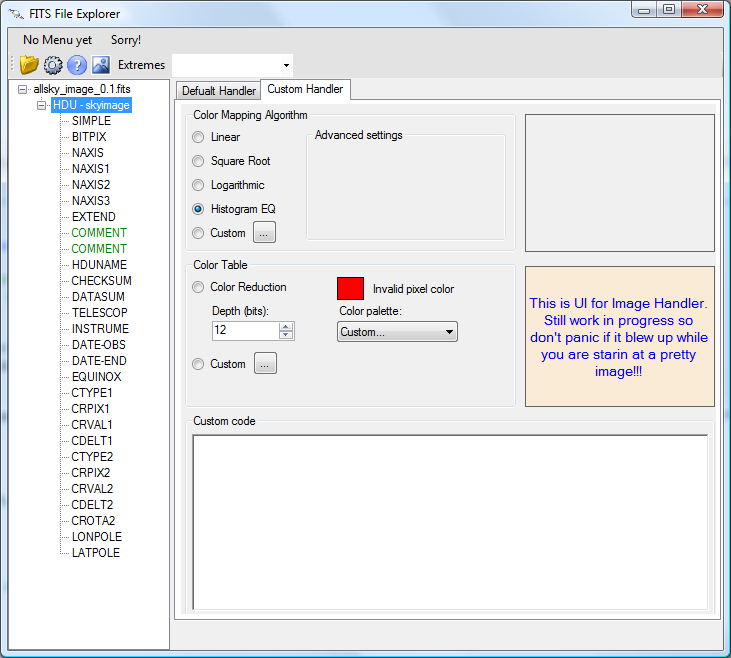 FITS File Explorer
No Menu yet Sorry!
Extremes
allsky_image_0.1.fits
HDU - skyimage
SIMPLE
BITPIX
NAXIS
NAXIS1
NAXIS2
NAXIS3
EXTEND
COMMENT
COMMENT
HDUNAME
CHECKSUM
DATASUM
TELESCOP
INSTRUME
DATE-OBS
DATE-END
EQUINOX
CTYPE1
CRPIX1
CRVAL1
CDELT1
CTYPE2
CRPIX2
CRVAL2
CDELT2
CROTA2
LONPOLE
LATPOLE
Defualt Handler Custom Handler
Color Mapping Algorithm
Linear
Square Root
Logarithmic
Histogram EQ
Custom ...
Advanced settings
Color Table
Color Reduction
Invalid pixel color
Depth (bits):
Color palette:
12
Custom...
Custom ...
This is UI for Image Handler.
Still work in progress so
don't panic if it blew up while
you are starin at a pretty
image!!!
Custom code